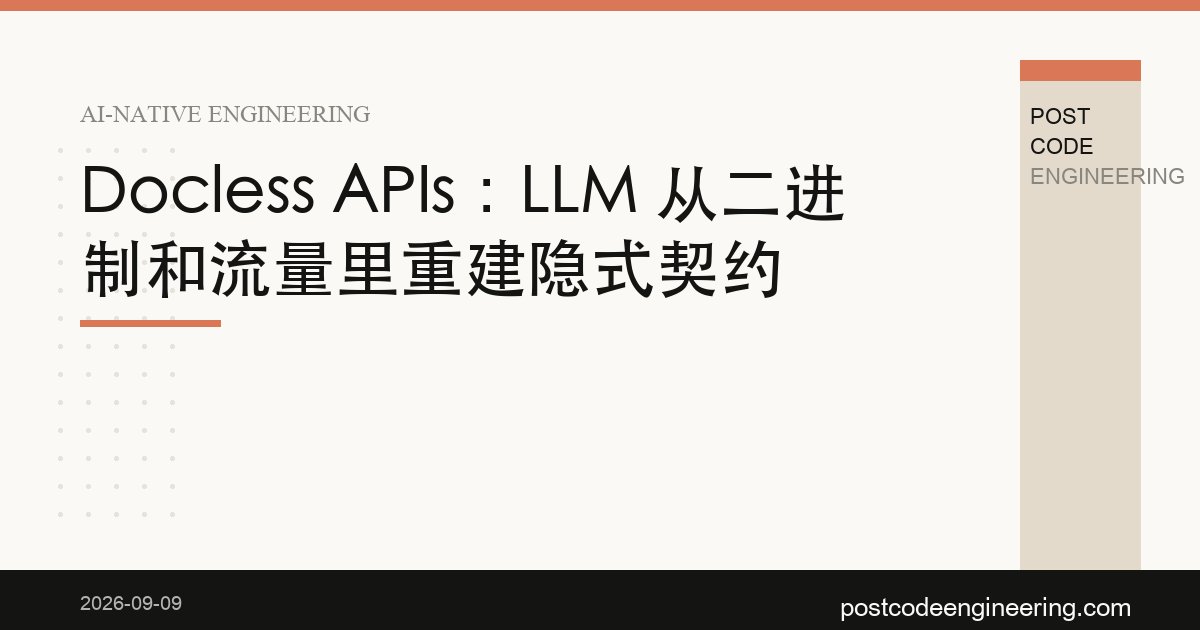 AI-NATIVE ENGINEERING
Docless APIs：LLM 从二进
制和流量里重建隐式契约
POST
CODE
ENGINEERING
2026-09-09
postcodeengineering.com